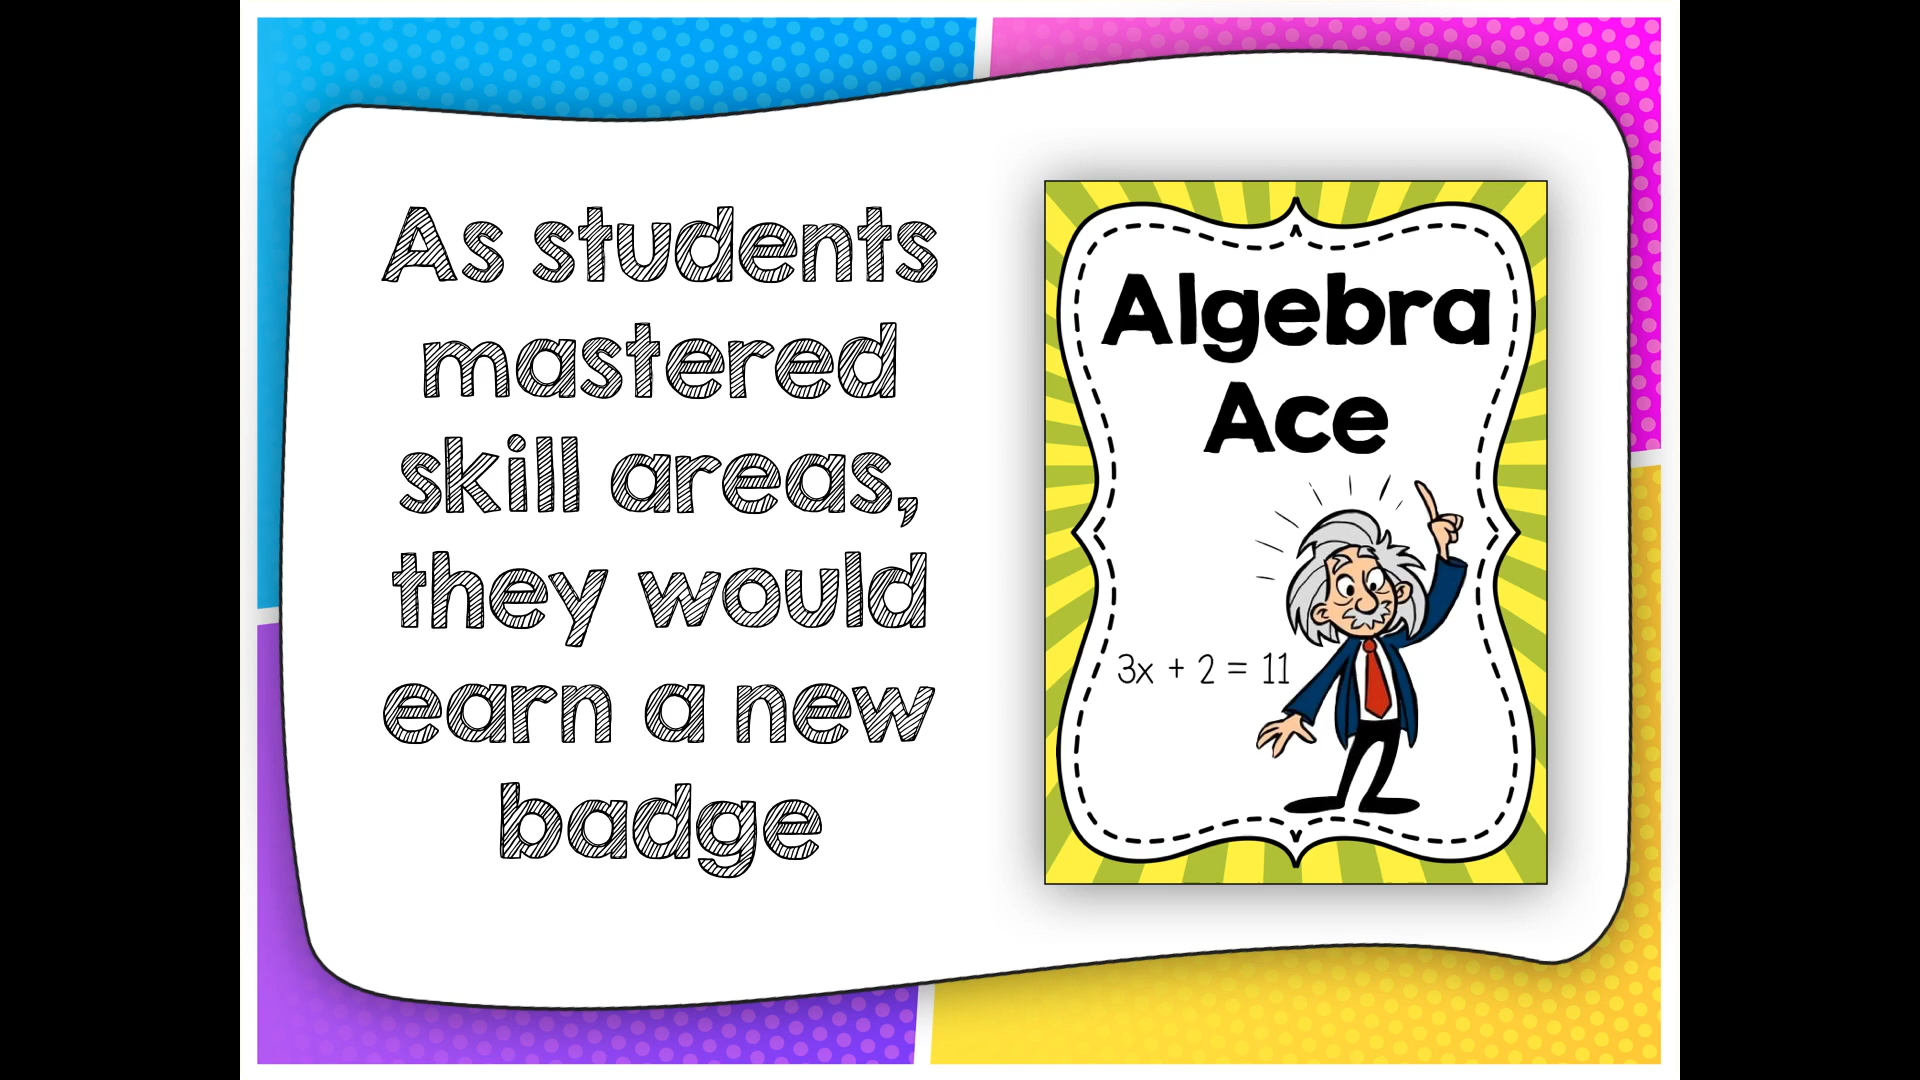 As students
mastered
skill areas,
they would
earn a new
badge
Algebra
Ace
3x + 2 = 11